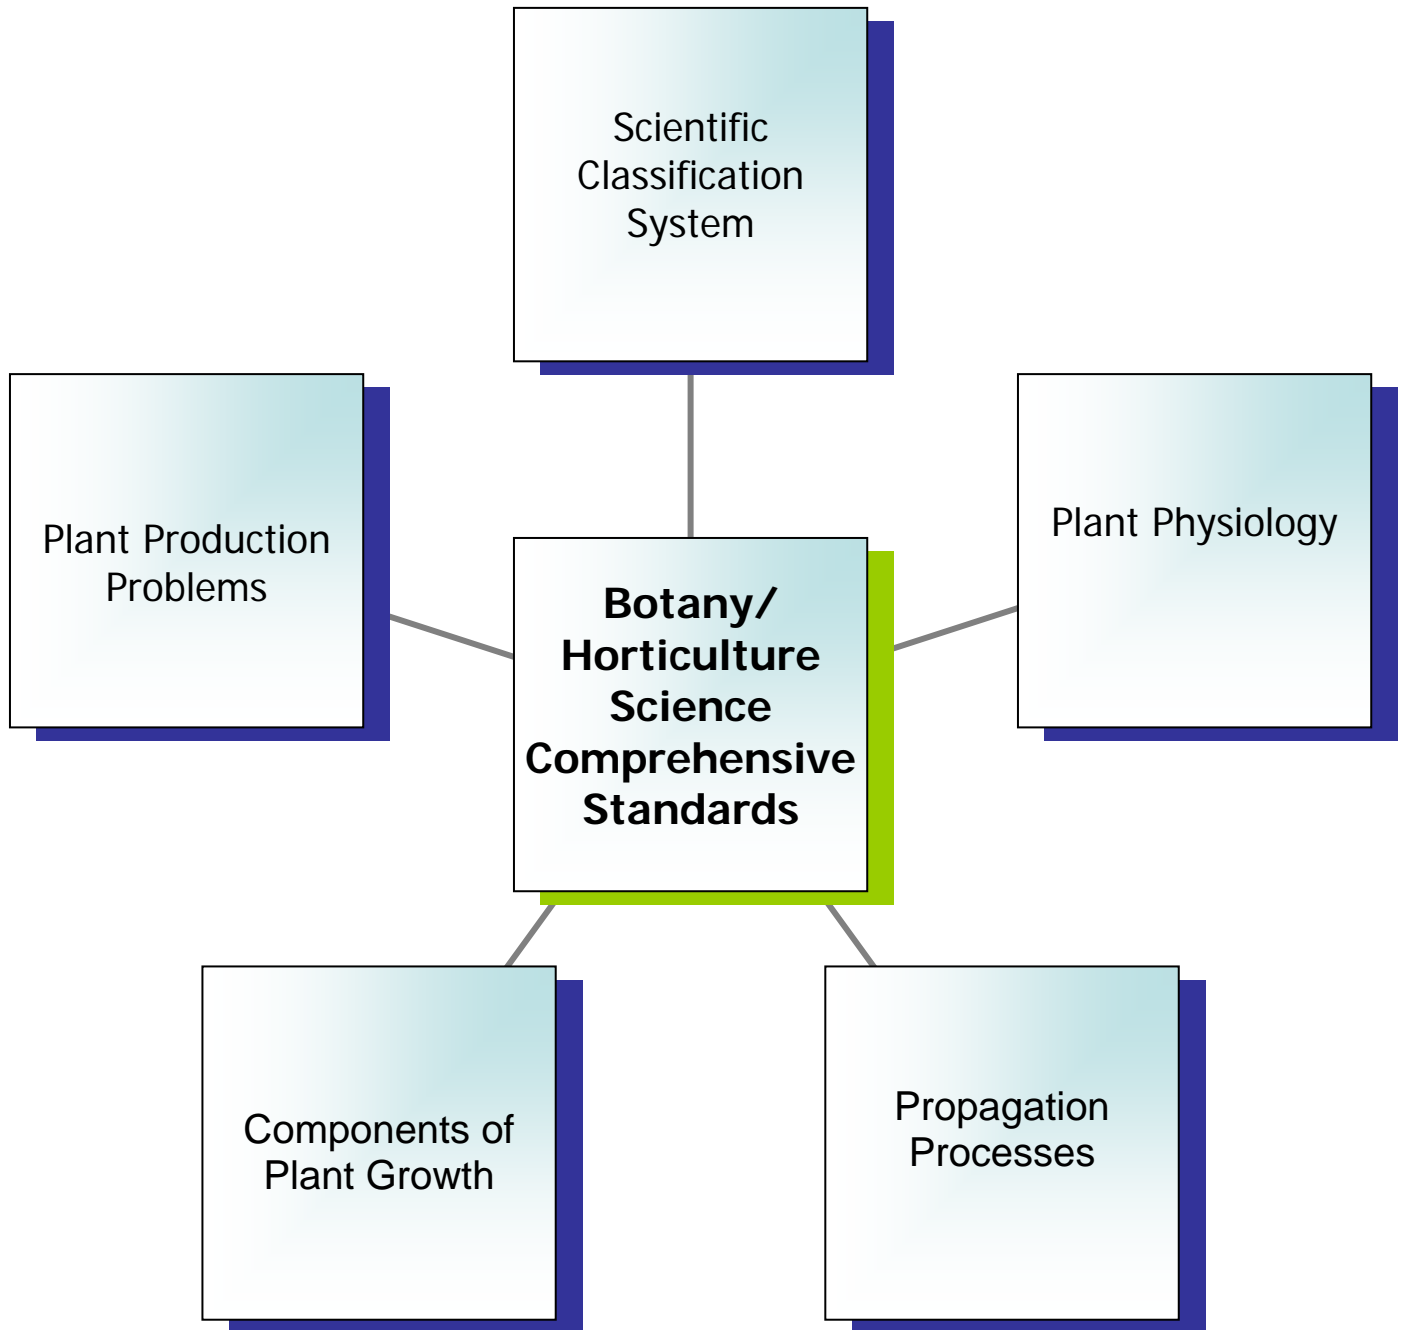 Scientific
Classification
System
Plant Production
Problems
Plant Physiology
Botany/
Horticulture
Science
Comprehensive
Standards
Components of
Plant Growth
Propagation
Processes